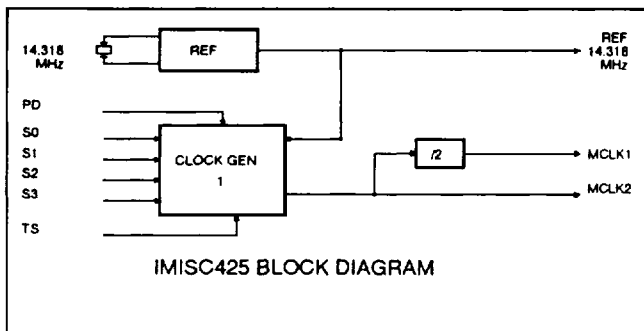 14.318
MHz
REF
REF
14.318
MHz
PD
S0
S1
S2
S3
TS
CLOCK GEN
1
/2
MCLK1
MCLK2
IMISC425 BLOCK DIAGRAM